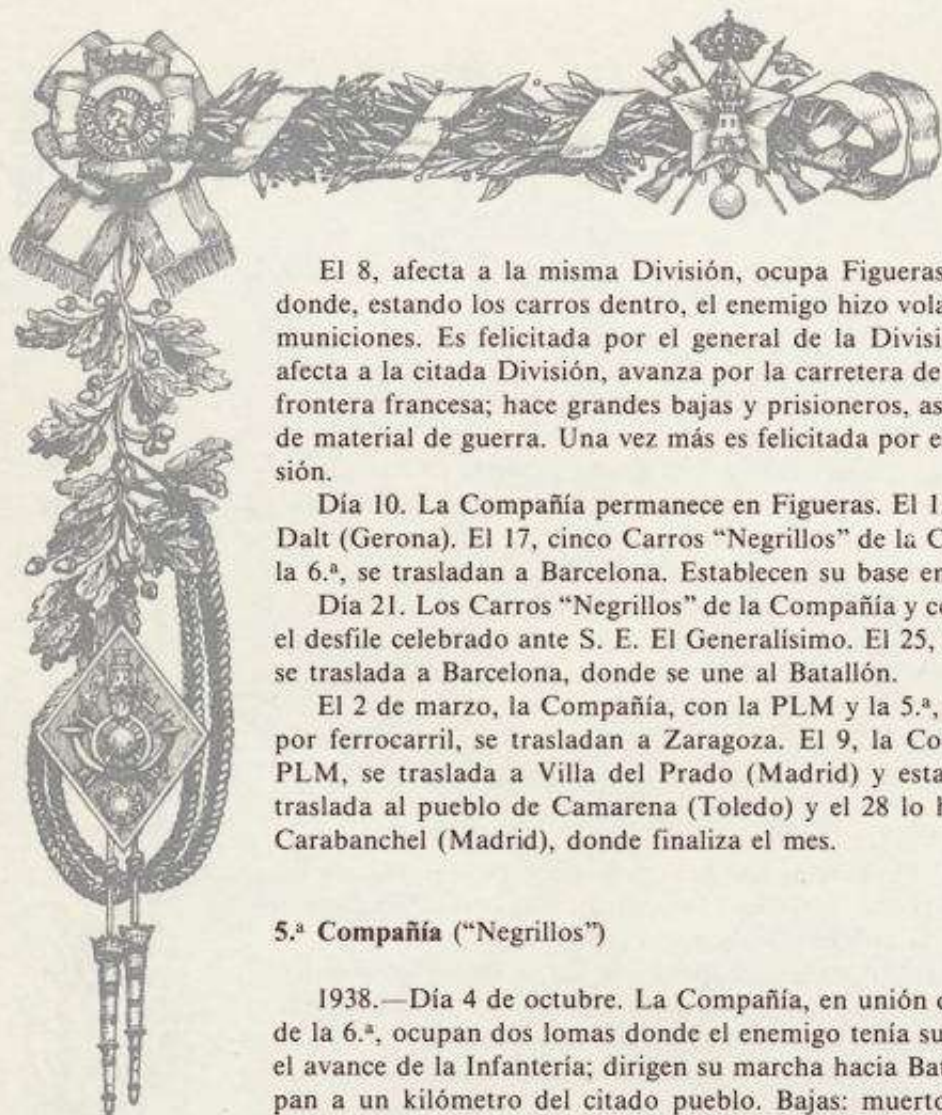 El 8, afecta a la misma División, ocupa Figueras
donde, estando los carros dentro, el enemigo hizo vola
municiones. Es felicitada por el general de la Divisi
afecta a la citada División, avanza por la carretera de
frontera francesa; hace grandes bajas y prisioneros, as
de material de guerra. Una vez más es felicitada por e
sión.
Día 10. La Compañía permanece en Figueras. El 1
Dalt (Gerona). El 17, cinco Carros “Negrillos” de la C
la 6.ª, se trasladan a Barcelona. Establecen su base en
Día 21. Los Carros “Negrillos” de la Compañía y co
el desfile celebrado ante S. E. El Generalísimo. El 25,
se traslada a Barcelona, donde se une al Batallón.
El 2 de marzo, la Compañía, con la PLM y la 5.ª,
por ferrocarril, se trasladan a Zaragoza. El 9, la Co
PLM, se traslada a Villa del Prado (Madrid) y esta
traslada al pueblo de Camarena (Toledo) y el 28 lo h
Carabanchel (Madrid), donde finaliza el mes.
5.ª Compañía (“Negrillos”)
1938.—Día 4 de octubre. La Compañía, en unión d
de la 6.ª, ocupan dos lomas donde el enemigo tenía su
el avance de la Infantería; dirigen su marcha hacia Bat
pan a un kilómetro del citado pueblo. Bajas: muerto